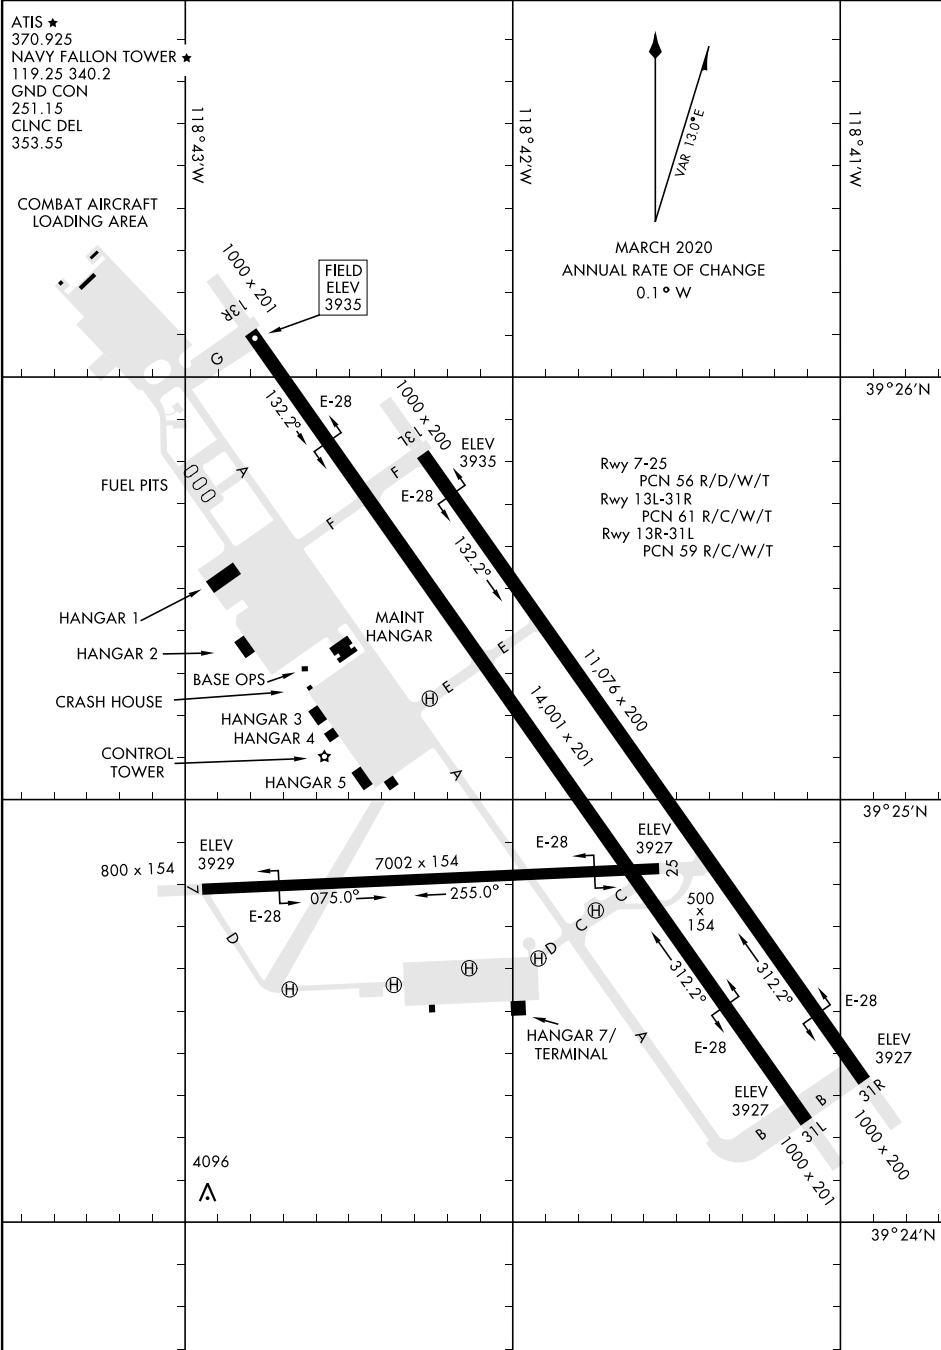 ATIS ★
370.925
NAVY FALLON TOWER ★
119.25 340.2
GND CON
251.15
CLNC DEL
353.55
118°43'W
118°42'W
118°41'W
VAR 13.0°E
MARCH 2020
ANNUAL RATE OF CHANGE
0.1° W
COMBAT AIRCRAFT
LOADING AREA
1000 x 201
13R
FIELD
ELEV
3935
G
39°26'N
132.2°
E-28
1000 x 200
13L
ELEV
3935
F
E-28
A
FUEL PITS
F
132.2°
Rwy 7-25
PCN 56 R/D/W/T
Rwy 13L-31R
PCN 61 R/C/W/T
Rwy 13R-31L
PCN 59 R/C/W/T
HANGAR 1
MAINT
HANGAR
HANGAR 2
BASE OPS
E
E
H
11,076 x 200
14,001 x 201
CRASH HOUSE
HANGAR 3
HANGAR 4
CONTROL
TOWER
HANGAR 5
A
39°25'N
800 x 154
ELEV
3929
7
7002 x 154
E-28
ELEV
3927
25
E-28
075.0°
255.0°
C
H
C
500
x
154
D
D
H
H
H
H
312.2°
312.2°
E-28
E-28
HANGAR 7/
TERMINAL
A
ELEV
3927
ELEV
3927
B
B
31R
31L
1000 x 200
1000 x 201
4096
39°24'N